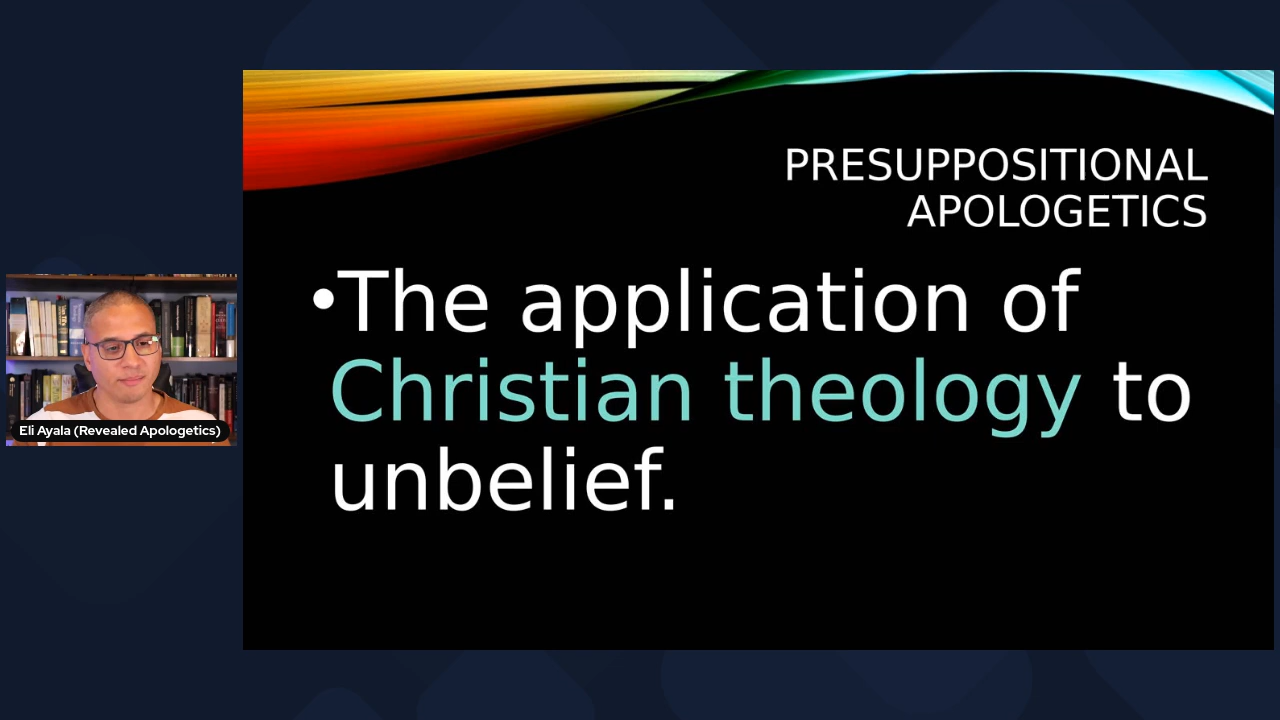 PRESUPPOSITIONAL
APOLOGETICS
•The application of
Christian theology to
unbelief.
Eli Ayala (Revealed Apologetics)